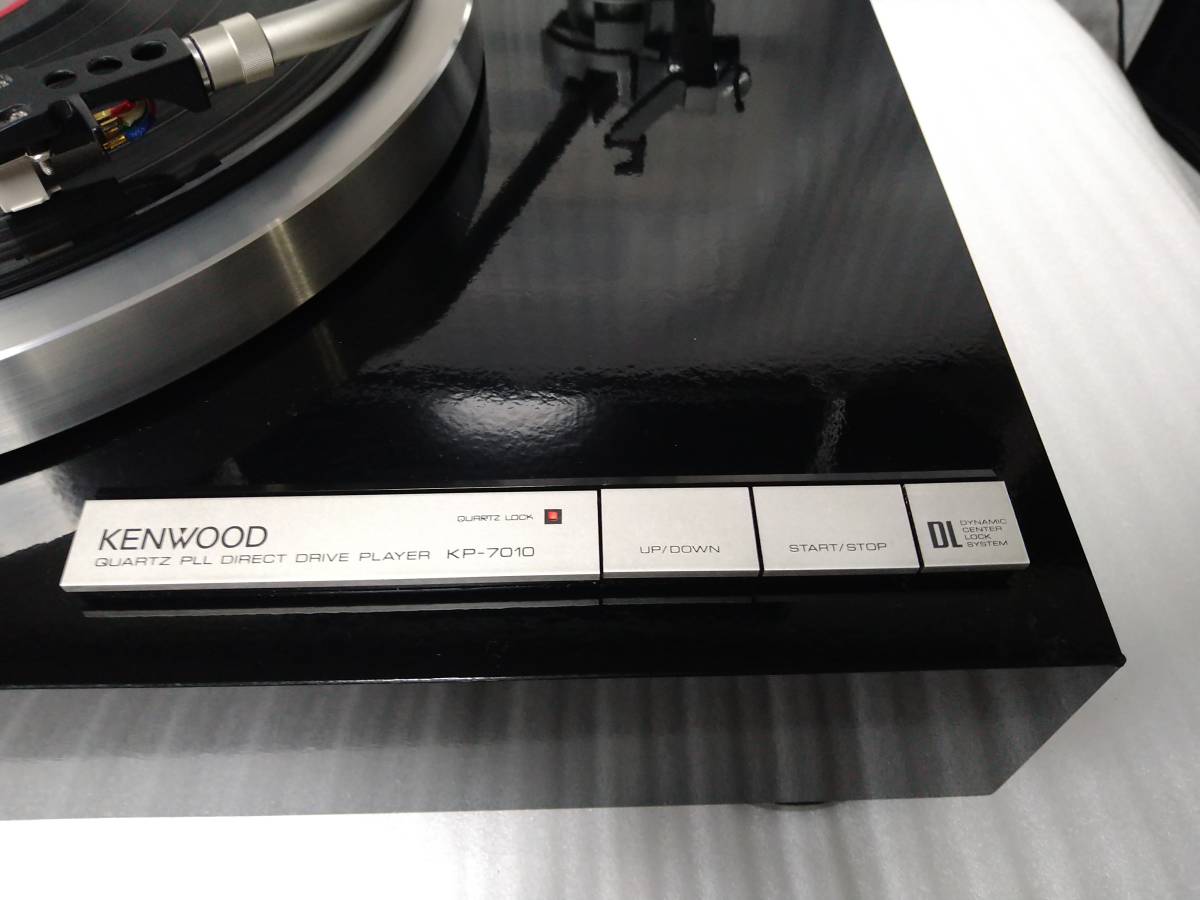 KENWOOD
QUARTZ LOCK
QUARTZ PLL DIRECT DRIVE PLAYER KP-7010
UP/DOWN
START/STOP
DL
DYNAMIC
CENTER
LOCK
SYSTEM